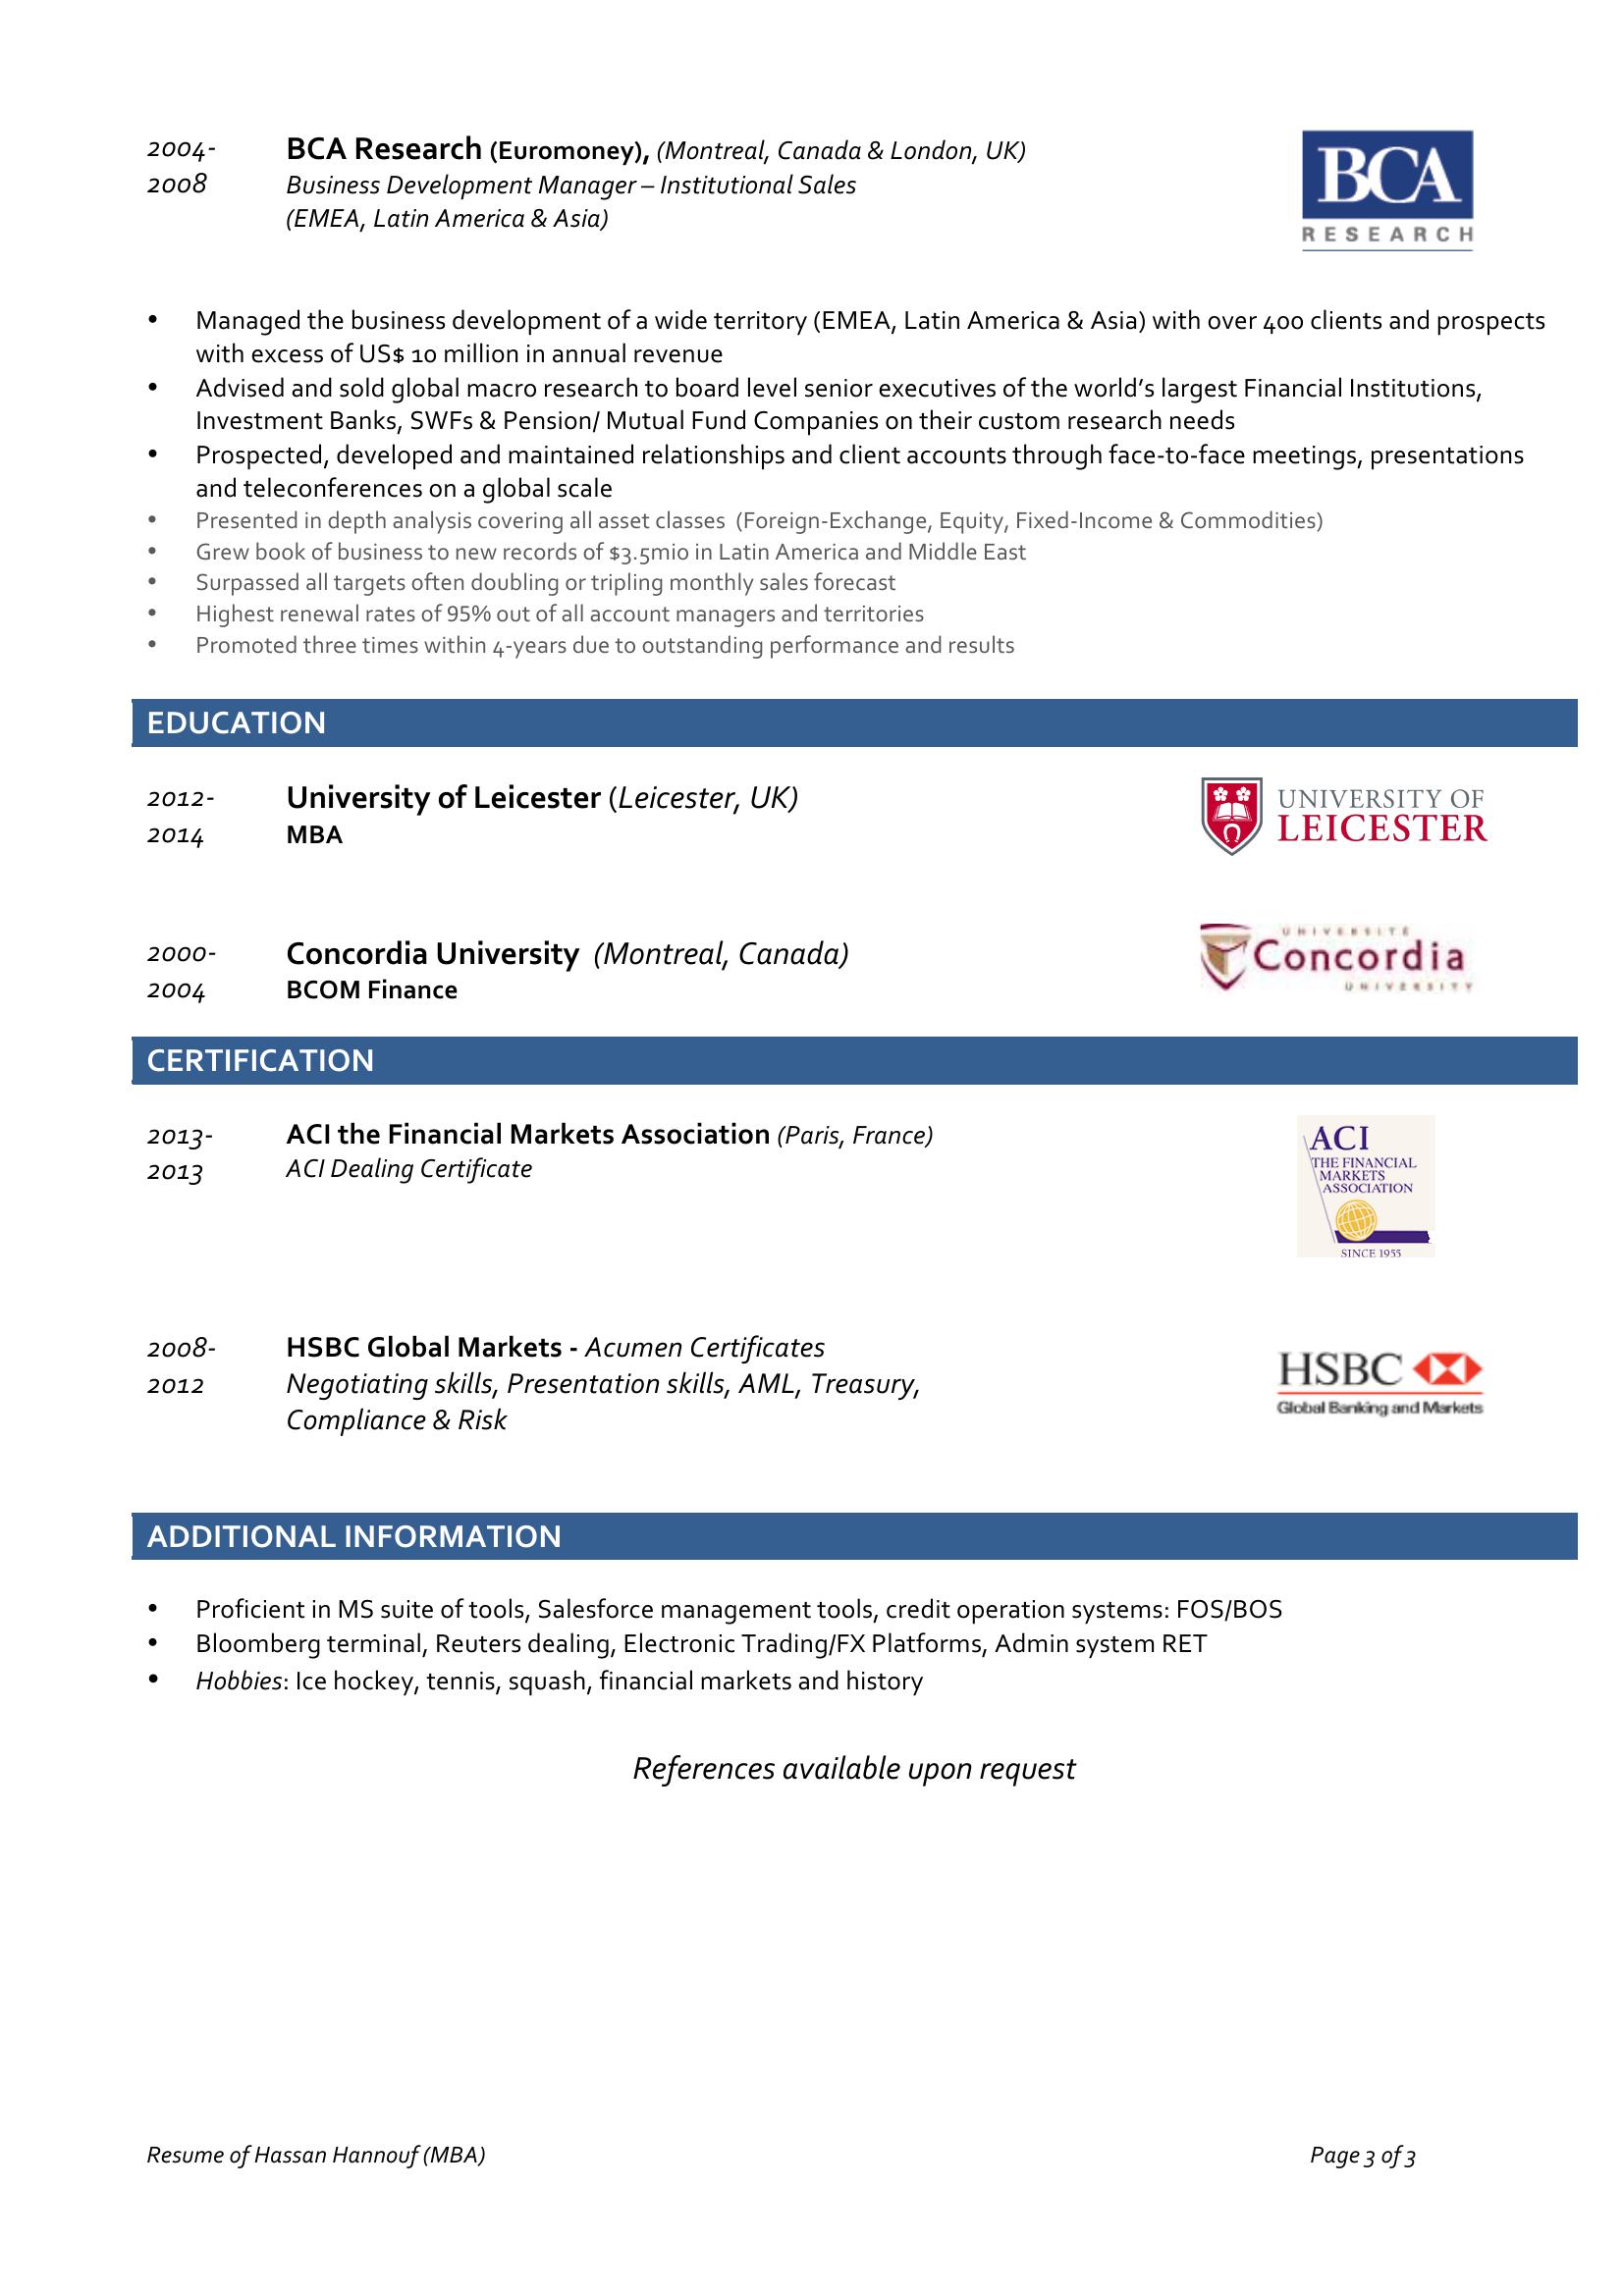 2004-
2008
BCA Research (Euromoney), (Montreal, Canada & London, UK)
Business Development Manager – Institutional Sales
(EMEA, Latin America & Asia)
BCA
RESEARCH
• Managed the business development of a wide territory (EMEA, Latin America & Asia) with over 400 clients and prospects
with excess of US$ 10 million in annual revenue
• Advised and sold global macro research to board level senior executives of the world’s largest Financial Institutions,
Investment Banks, SWFs & Pension/ Mutual Fund Companies on their custom research needs
• Prospected, developed and maintained relationships and client accounts through face-to-face meetings, presentations
and teleconferences on a global scale
• Presented in depth analysis covering all asset classes  (Foreign-Exchange, Equity, Fixed-Income & Commodities)
• Grew book of business to new records of $3.5mio in Latin America and Middle East
• Surpassed all targets often doubling or tripling monthly sales forecast
• Highest renewal rates of 95% out of all account managers and territories
• Promoted three times within 4-years due to outstanding performance and results
EDUCATION
2012-
2014
University of Leicester (Leicester, UK)
MBA
UNIVERSITY OF
LEICESTER
2000-
2004
Concordia University  (Montreal, Canada)
BCOM Finance
UNIVERSITÉ
Concordia
UNIVERSITY
CERTIFICATION
2013-
2013
ACI the Financial Markets Association (Paris, France)
ACI Dealing Certificate
ACI
THE FINANCIAL
MARKETS
ASSOCIATION
SINCE 1955
2008-
2012
HSBC Global Markets - Acumen Certificates
Negotiating skills, Presentation skills, AML, Treasury,
Compliance & Risk
HSBC
Global Banking and Markets
ADDITIONAL INFORMATION
• Proficient in MS suite of tools, Salesforce management tools, credit operation systems: FOS/BOS
• Bloomberg terminal, Reuters dealing, Electronic Trading/FX Platforms, Admin system RET
• Hobbies: Ice hockey, tennis, squash, financial markets and history
References available upon request
Resume of Hassan Hannouf (MBA)
Page 3 of 3